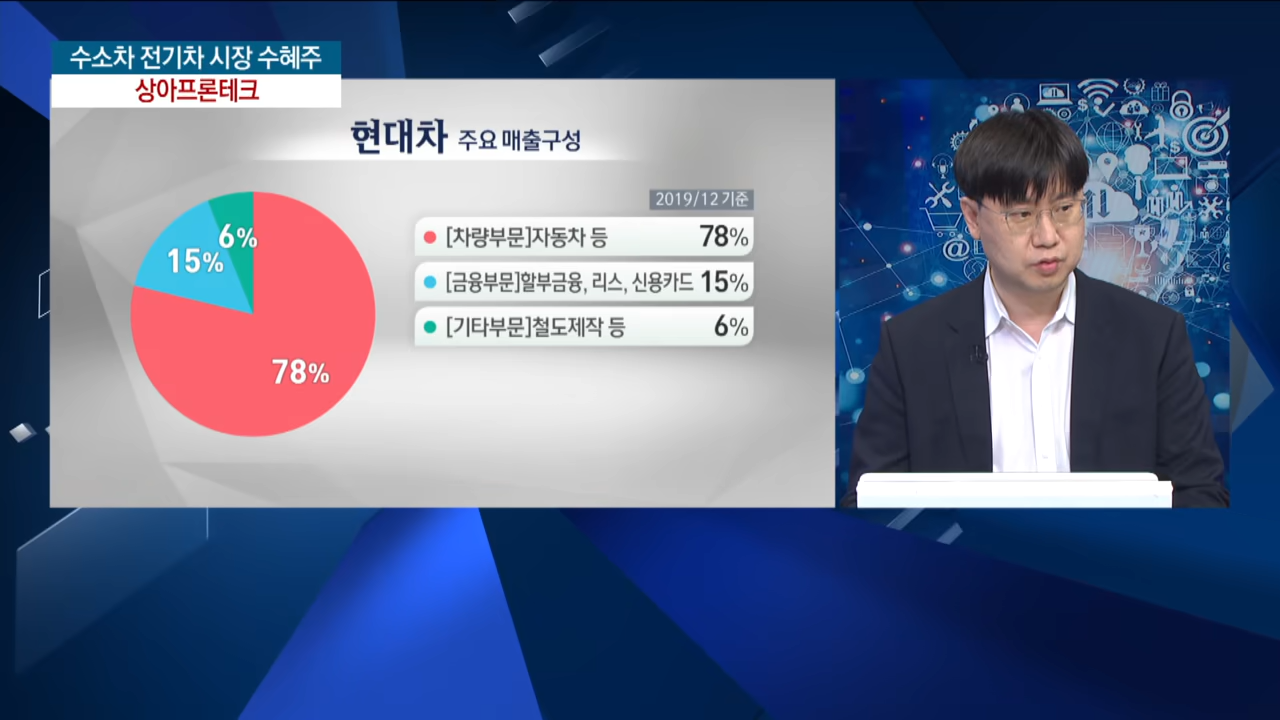 수소차 전기차 시장 수혜주
상아프론테크
현대차 주요 매출구성
2019/12 기준
6%
15%
78%
[차량부문]자동차 등 78%
[금융부문]할부금융, 리스, 신용카드 15%
[기타부문]철도제작 등 6%